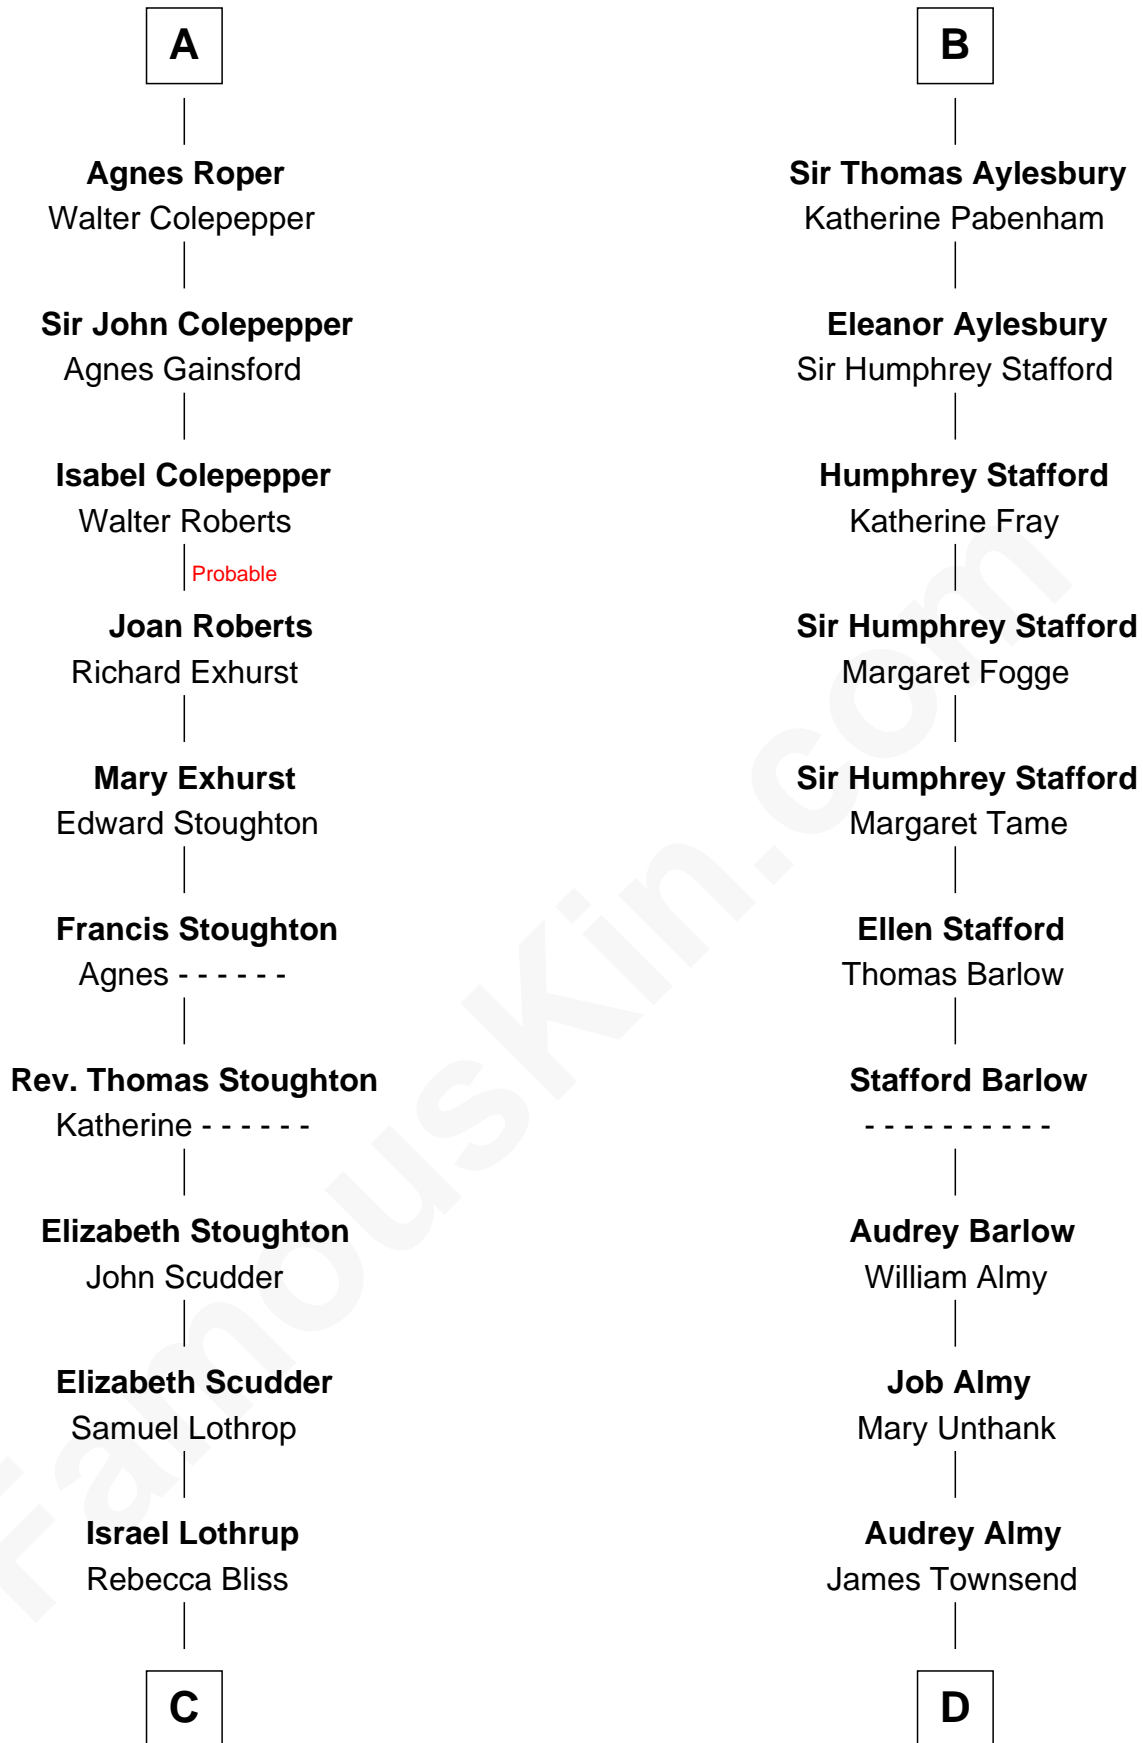 A
Agnes Roper
Walter Colepepper
Sir John Colepepper
Agnes Gainsford
Isabel Colepepper
Walter Roberts
Probable
Joan Roberts
Richard Exhurst
Mary Exhurst
Edward Stoughton
Francis Stoughton
Agnes - - - - - -
Rev. Thomas Stoughton
Katherine - - - - - -
Elizabeth Stoughton
John Scudder
Elizabeth Scudder
Samuel Lothrop
Israel Lothrup
Rebecca Bliss
C
B
Sir Thomas Aylesbury
Katherine Pabenham
Eleanor Aylesbury
Sir Humphrey Stafford
Humphrey Stafford
Katherine Fray
Sir Humphrey Stafford
Margaret Fogge
Sir Humphrey Stafford
Margaret Tame
Ellen Stafford
Thomas Barlow
Stafford Barlow
- - - - - - - - - -
Audrey Barlow
William Almy
Job Almy
Mary Unthank
Audrey Almy
James Townsend
D
FamousKin.com